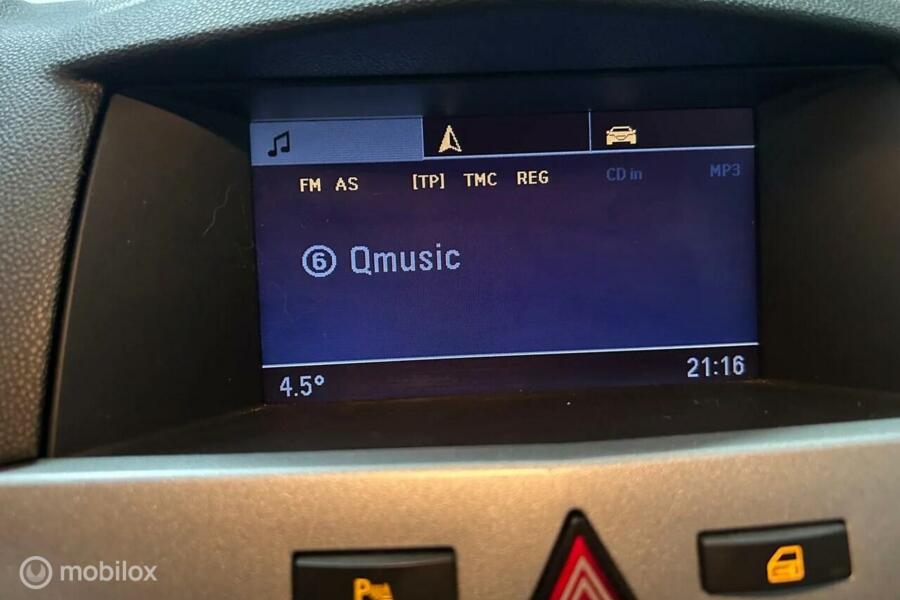 FM AS [TP] TMC REG CD in MP3
6 Qmusic
4.5° 21:16
mobilox